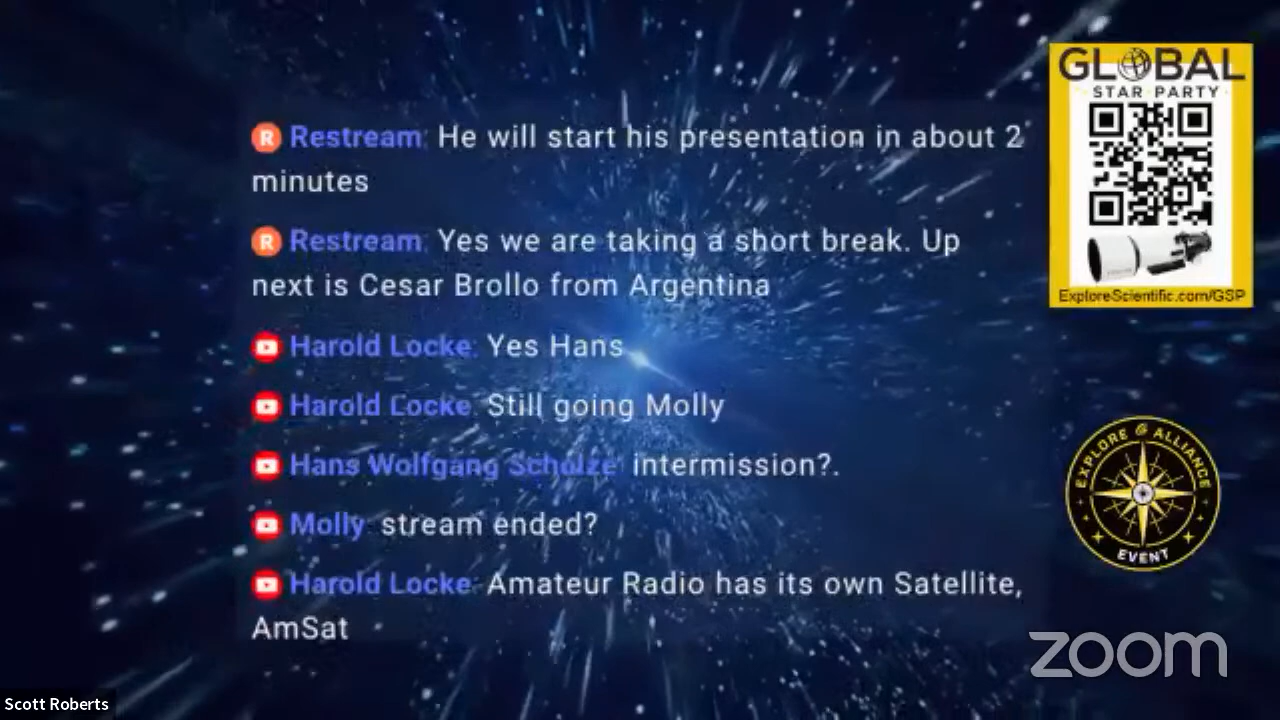 R Restream: He will start his presentation in about 2
minutes
R Restream: Yes we are taking a short break. Up
next is Cesar Brollo from Argentina
Harold Locke: Yes Hans
Harold Locke: Still going Molly
Hans Wolfgang Scholze: intermission?.
Molly: stream ended?
Harold Locke: Amateur Radio has its own Satellite,
AmSat
GLOBAL
STAR PARTY
ExploreScientific.com/GSP
EXPLORE ALLIANCE
EVENT
zoom
Scott Roberts